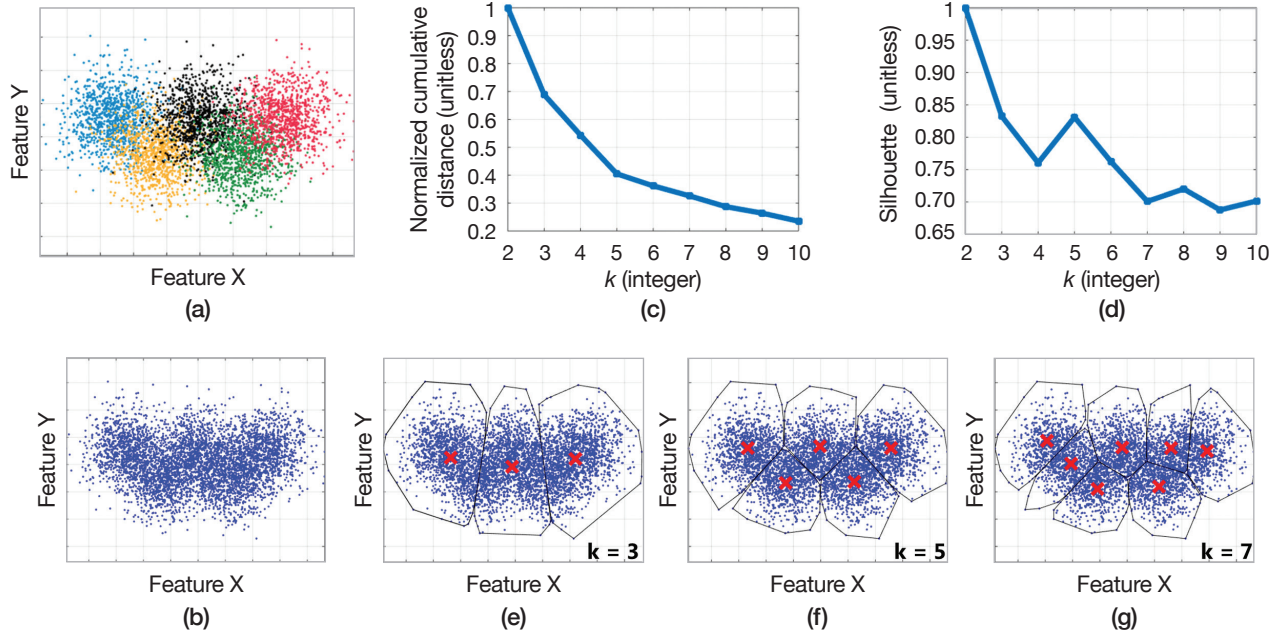 Feature Y
Feature X
(a)
Normalized cumulative
distance (unitless)
1
0.9
0.8
0.7
0.6
0.5
0.4
0.3
0.2
2 3 4 5 6 7 8 9 10
k (integer)
(c)
Silhouette (unitless)
1
0.95
0.90
0.85
0.80
0.75
0.70
0.65
2 3 4 5 6 7 8 9 10
k (integer)
(d)
Feature Y
Feature X
(b)
Feature Y
k = 3
Feature X
(e)
Feature Y
k = 5
Feature X
(f)
Feature Y
k = 7
Feature X
(g)